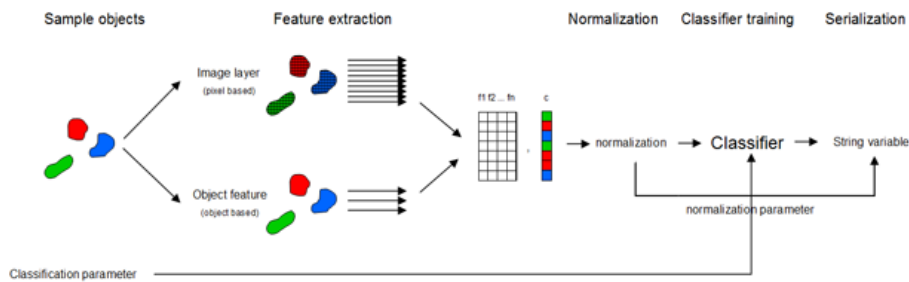 Sample objects
Feature extraction
Normalization
Classifier training
Serialization
Image layer
(pixel based)
f1 f2 ... fn
c
,
normalization
Classifier
String variable
Object feature
(object based)
normalization parameter
Classification parameter